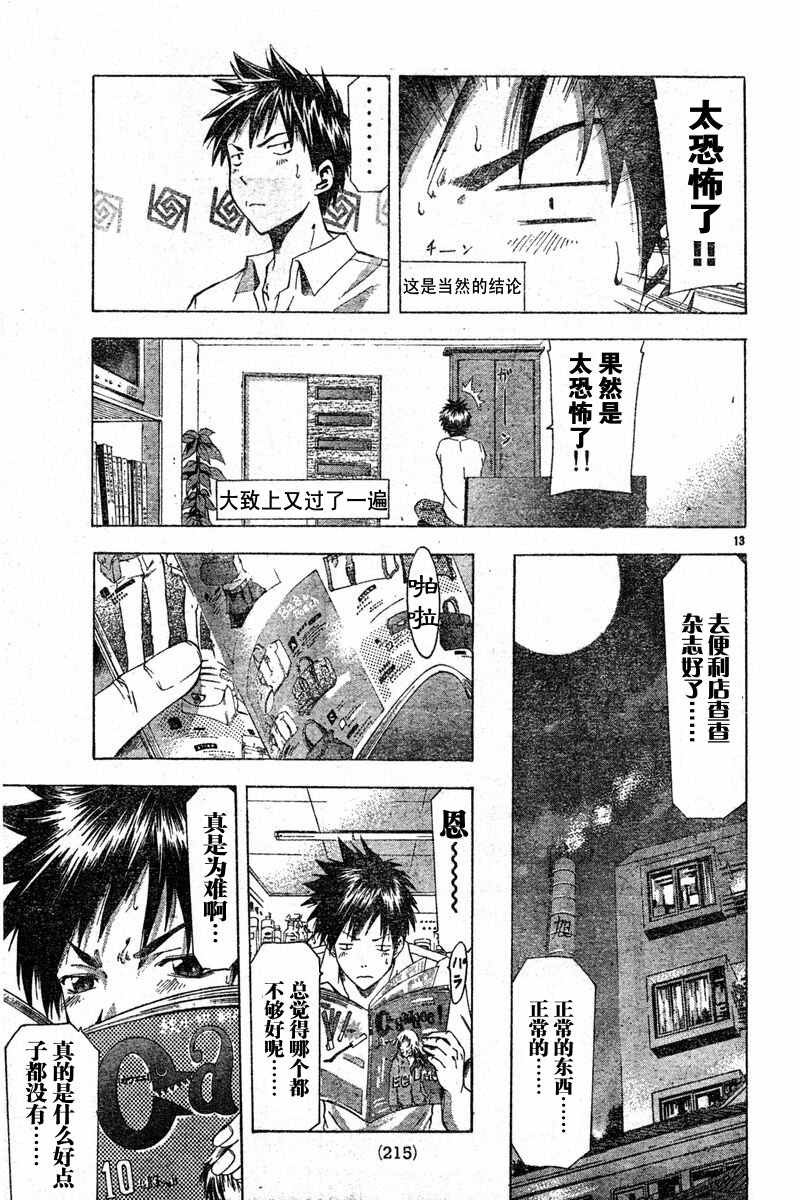 太恐怖了!!
チーン
这是当然的结论
………
果然是
太恐怖
了!!
ガーン
大致上又过了一遍
13
去便利店查查
杂志好了……
正常的东西……
正常的……
啪
啦
恩~~~
パラ
总觉得哪个都
不够好呢……
真是为难啊…
真的是什么好点
子都没有……
Ca
10
(215)